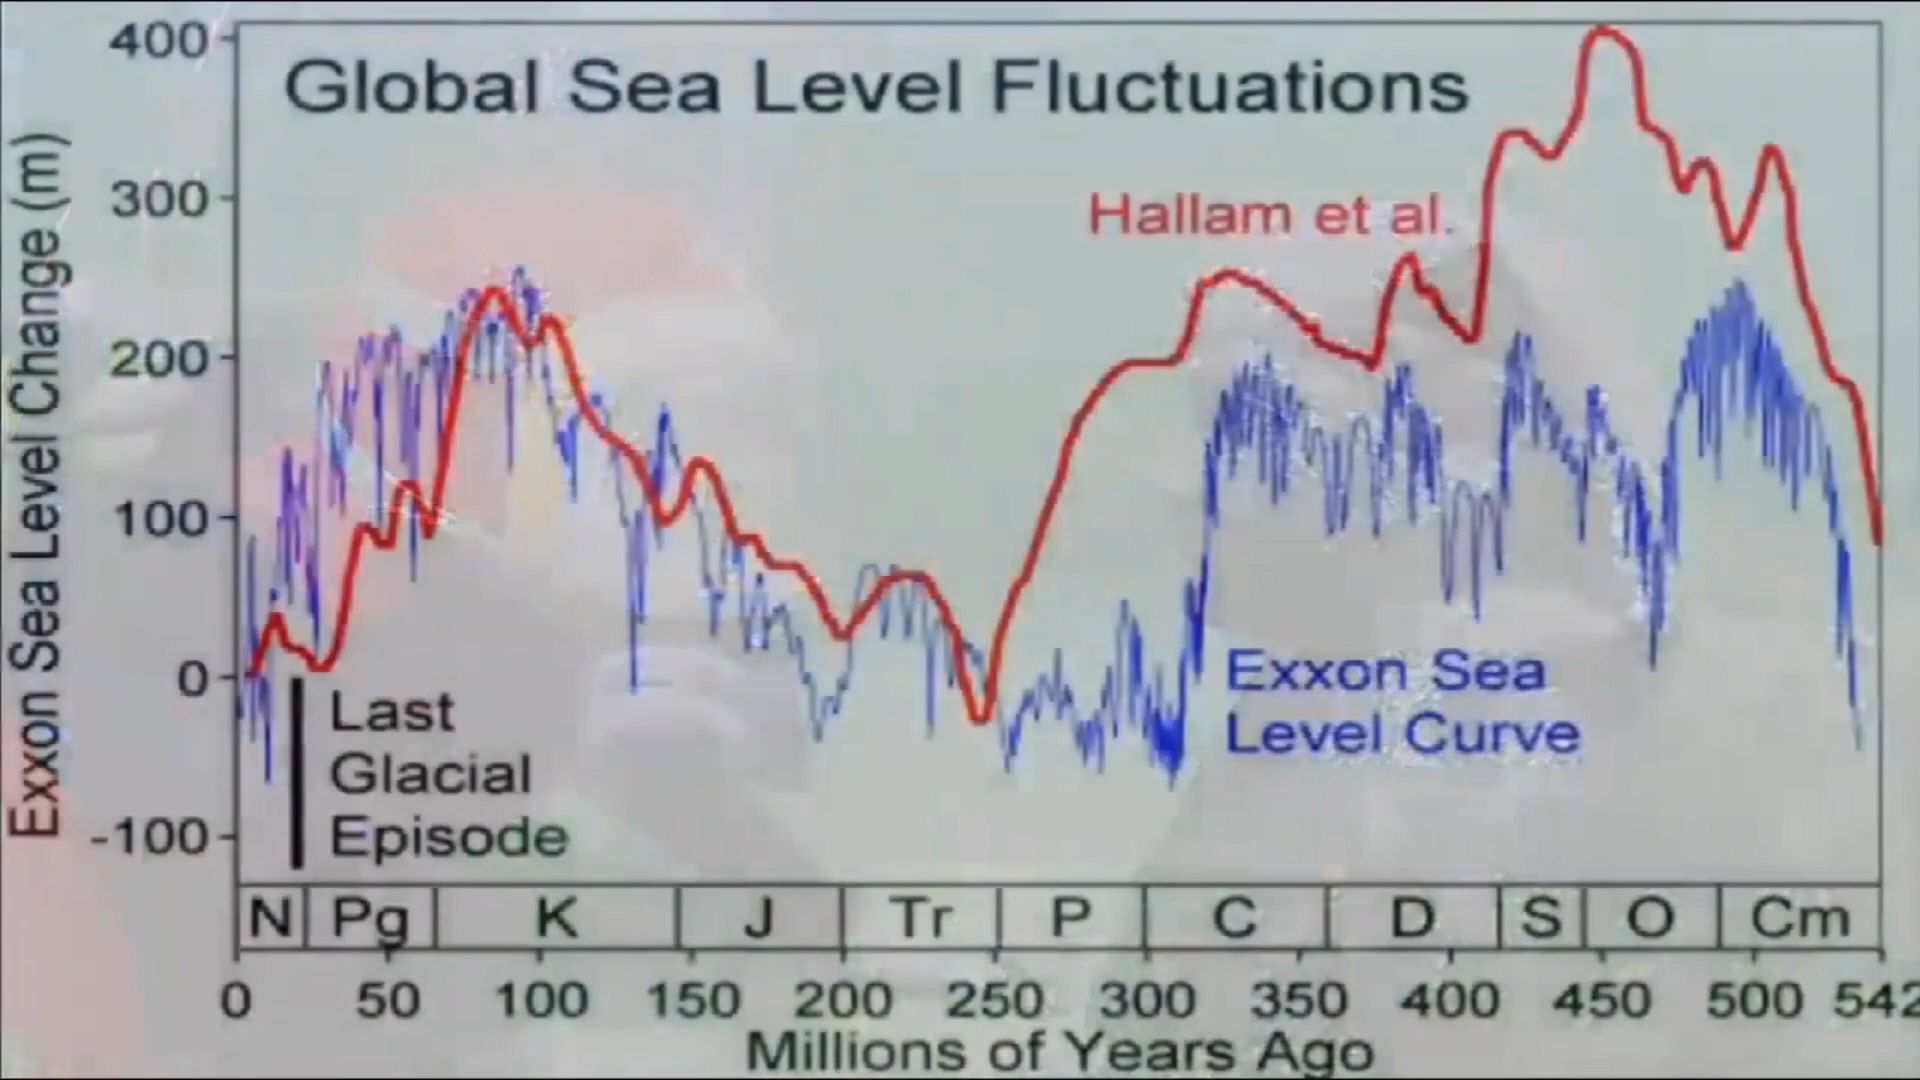 Global Sea Level Fluctuations
Exxon Sea Level Change (m)
400
300
200
100
0
-100
Hallam et al.
Exxon Sea
Level Curve
Last
Glacial
Episode
N Pg K J Tr P C D S O Cm
0 50 100 150 200 250 300 350 400 450 500 542
Millions of Years Ago